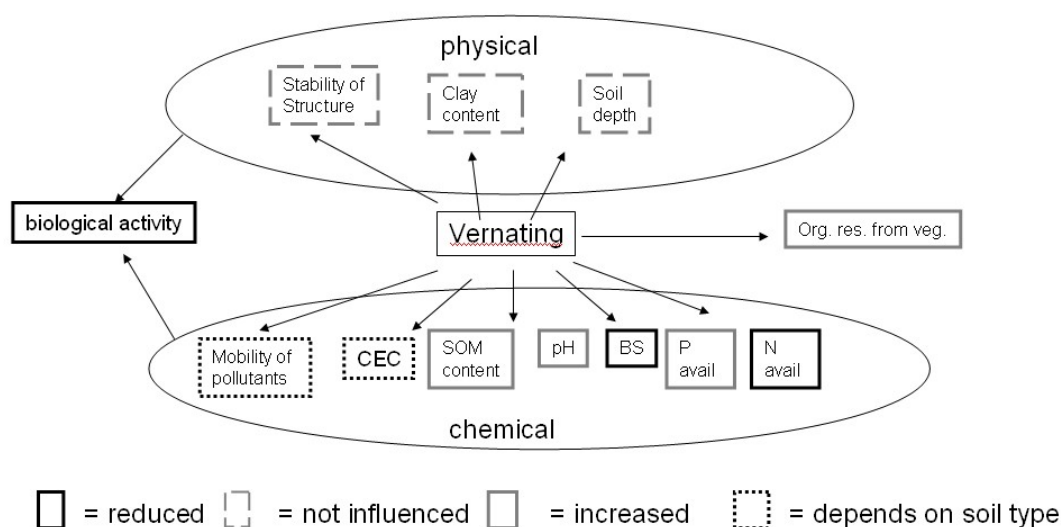 physical
Stability of
Structure
Clay
content
Soil
depth
biological activity
Vernating
Org. res. from veg.
Mobility of
pollutants
CEC
SOM
content
pH
BS
P
avail
N
avail
chemical
= reduced
= not influenced
= increased
= depends on soil type